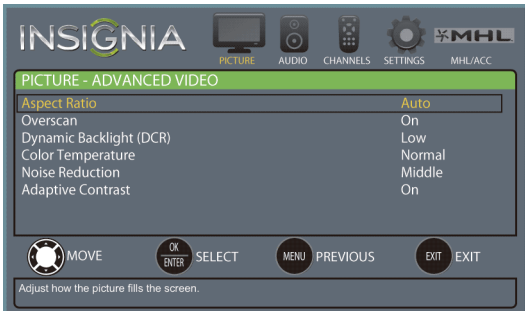 INSIGNIA
PICTURE AUDIO CHANNELS SETTINGS MHL/ACC
MHL
PICTURE - ADVANCED VIDEO
Aspect Ratio Auto
Overscan On
Dynamic Backlight (DCR) Low
Color Temperature Normal
Noise Reduction Middle
Adaptive Contrast On
MOVE OK/ENTER SELECT MENU PREVIOUS EXIT EXIT
Adjust how the picture fills the screen.